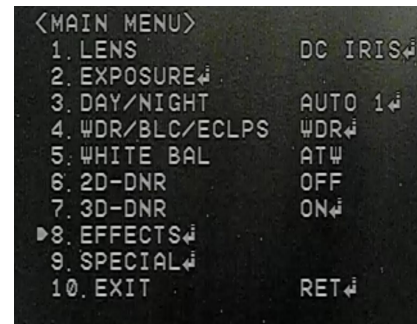 <MAIN MENU>
1. LENS DC IRIS↲
2. EXPOSURE↲
3. DAY/NIGHT AUTO 1↲
4. WDR/BLC/ECLPS WDR↲
5. WHITE BAL ATW
6. 2D-DNR OFF
7. 3D-DNR ON↲
▶8. EFFECTS↲
9. SPECIAL↲
10. EXIT RET↲